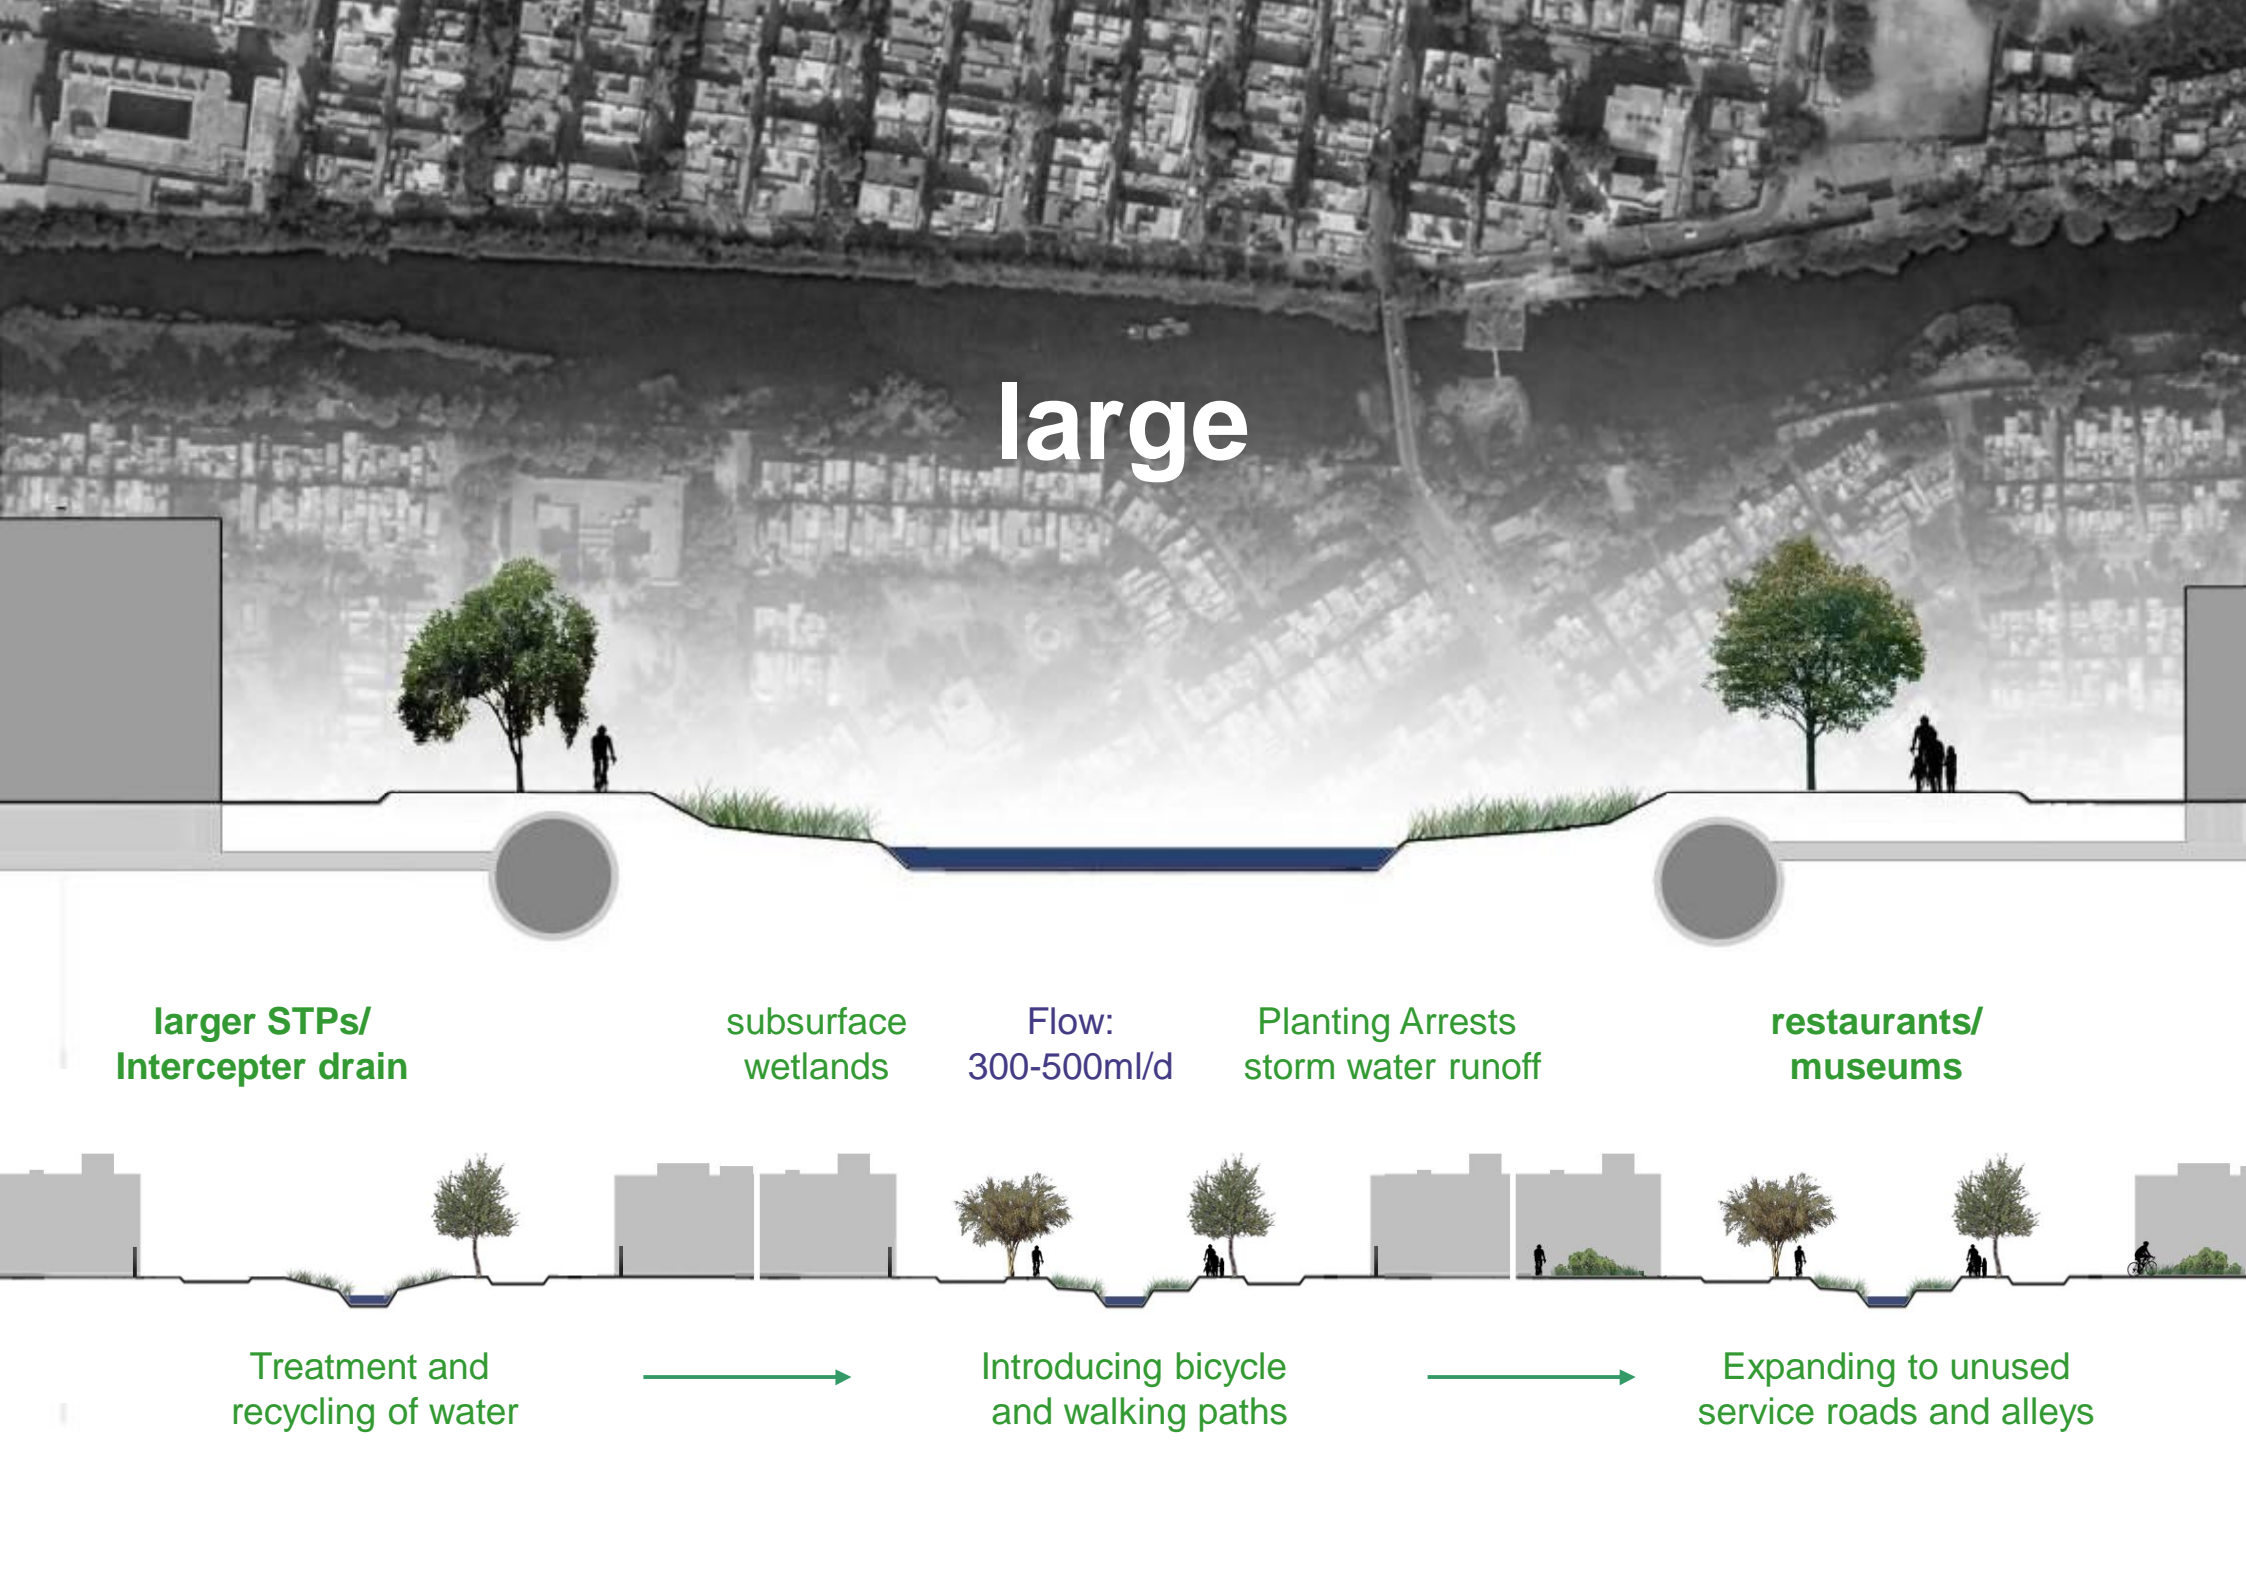 large
larger STPs/
Intercepter drain
subsurface
wetlands
Flow:
300-500ml/d
Planting Arrests
storm water runoff
restaurants/
museums
Treatment and
recycling of water
Introducing bicycle
and walking paths
Expanding to unused
service roads and alleys